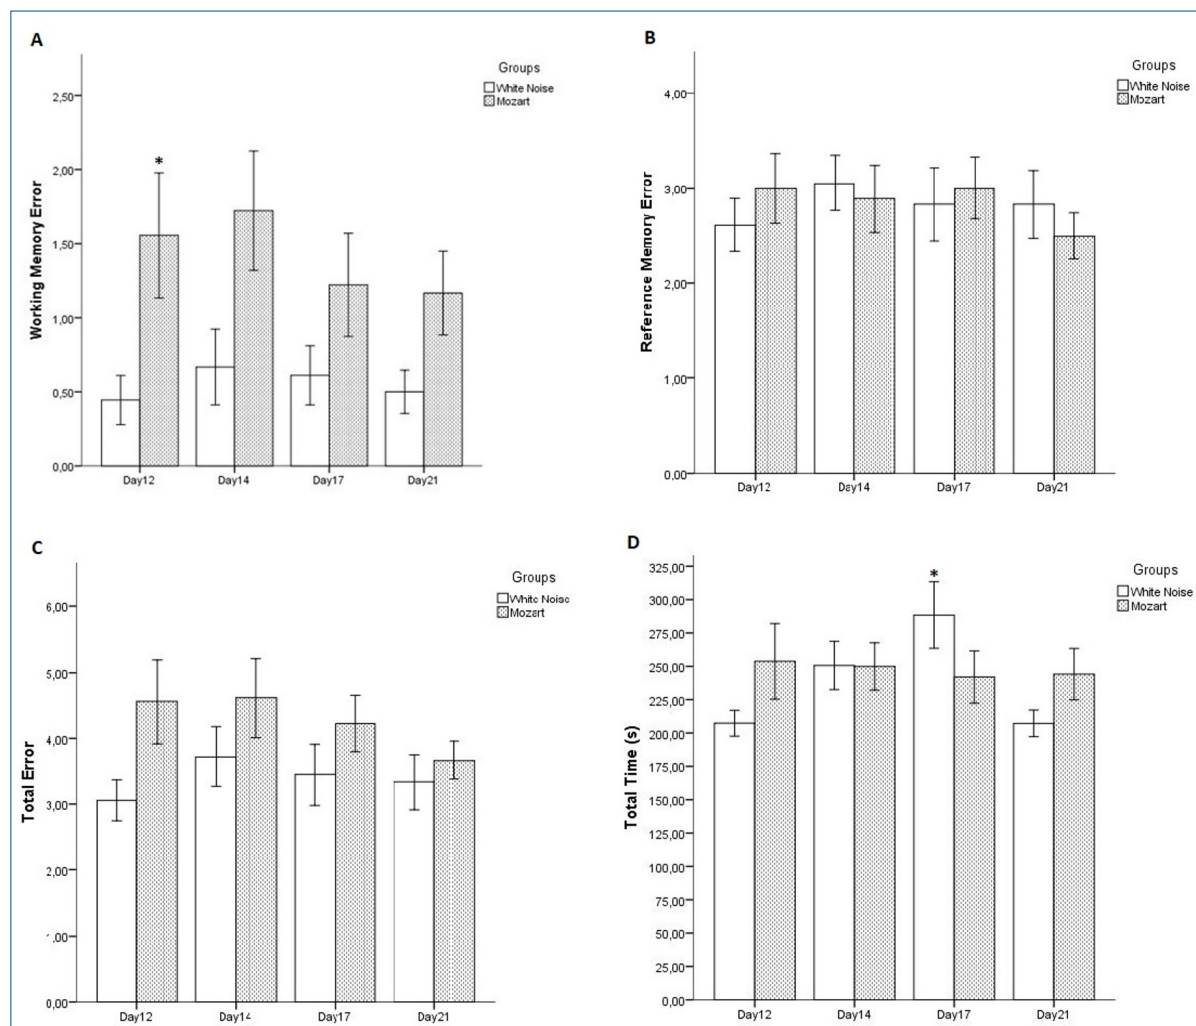 A
Groups
White Noise
Mozart
Working Memory Error
2,50
2,00
1,50
1,00
0,50
0,00
*
Day12
Day14
Day17
Day21
B
Groups
White Noise
Mozart
Reference Memory Error
4,00
3,00
2,00
1,00
0,00
Day12
Day14
Day17
Day21
C
Groups
White Noise
Mozart
Total Error
6,00
5,00
4,00
3,00
2,00
1,00
0,00
Day12
Day14
Day17
Day21
D
Groups
White Noise
Mozart
Total Time (s)
325,00
300,00
275,00
250,00
225,00
200,00
175,00
150,00
125,00
100,00
75,00
50,00
25,00
00,00
*
Day12
Day14
Day17
Day21